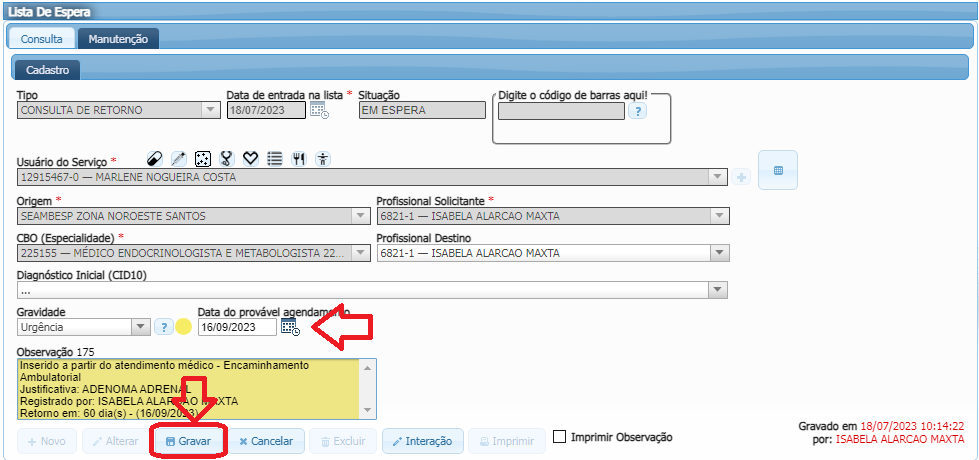 Lista De Espera
Consulta Manutenção
Cadastro
Tipo Data de entrada na lista * Situação Digite o código de barras aqui!
CONSULTA DE RETORNO 18/07/2023 EM ESPERA ?
Usuário do Serviço *
12915467-0 — MARLENE NOGUEIRA COSTA
Origem * Profissional Solicitante *
SEAMBESP ZONA NOROESTE SANTOS 6821-1 — ISABELA ALARCAO MAXTA
CBO (Especialidade) * Profissional Destino
225155 — MÉDICO ENDOCRINOLOGISTA E METABOLOGISTA 22... 6821-1 — ISABELA ALARCAO MAXTA
Diagnóstico Inicial (CID10)
...
Gravidade Data do provável agendamento
Urgência ? 16/09/2023
Observação 175
Inserido a partir do atendimento médico - Encaminhamento
Ambulatorial
Justificativa: ADENOMA ADRENAL
Registrado por: ISABELA ALARCAO MAXTA
Retorno em: 60 dia(s) - (16/09/2023)
+ Novo Alterar Gravar Cancelar Excluir Interação Imprimir Imprimir Observação
Gravado em 18/07/2023 10:14:22
por: ISABELA ALARCAO MAXTA